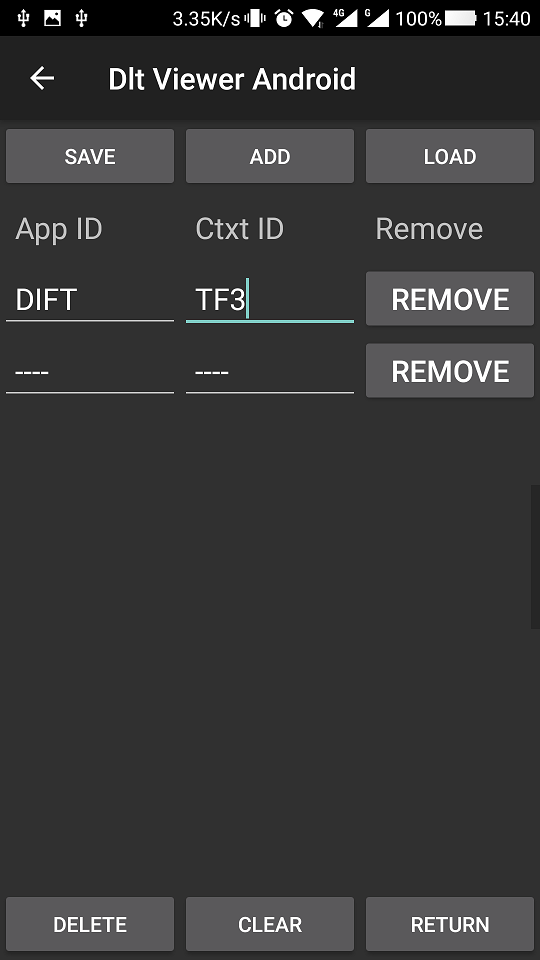 3.35K/s 4G G 100% 15:40
Dlt Viewer Android
SAVE ADD LOAD
App ID Ctxt ID Remove
DIFT TF3 REMOVE
---- ---- REMOVE
DELETE CLEAR RETURN